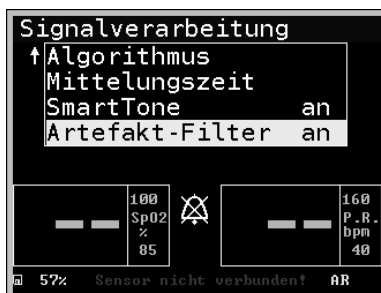 Signalverarbeitung
Algorithmus
Mittelungszeit
SmartTone an
Artefakt-Filter an
-- 100 SpO2 % 85
-- 160 P.R. bpm 40
57% Sensor nicht verbunden! AR